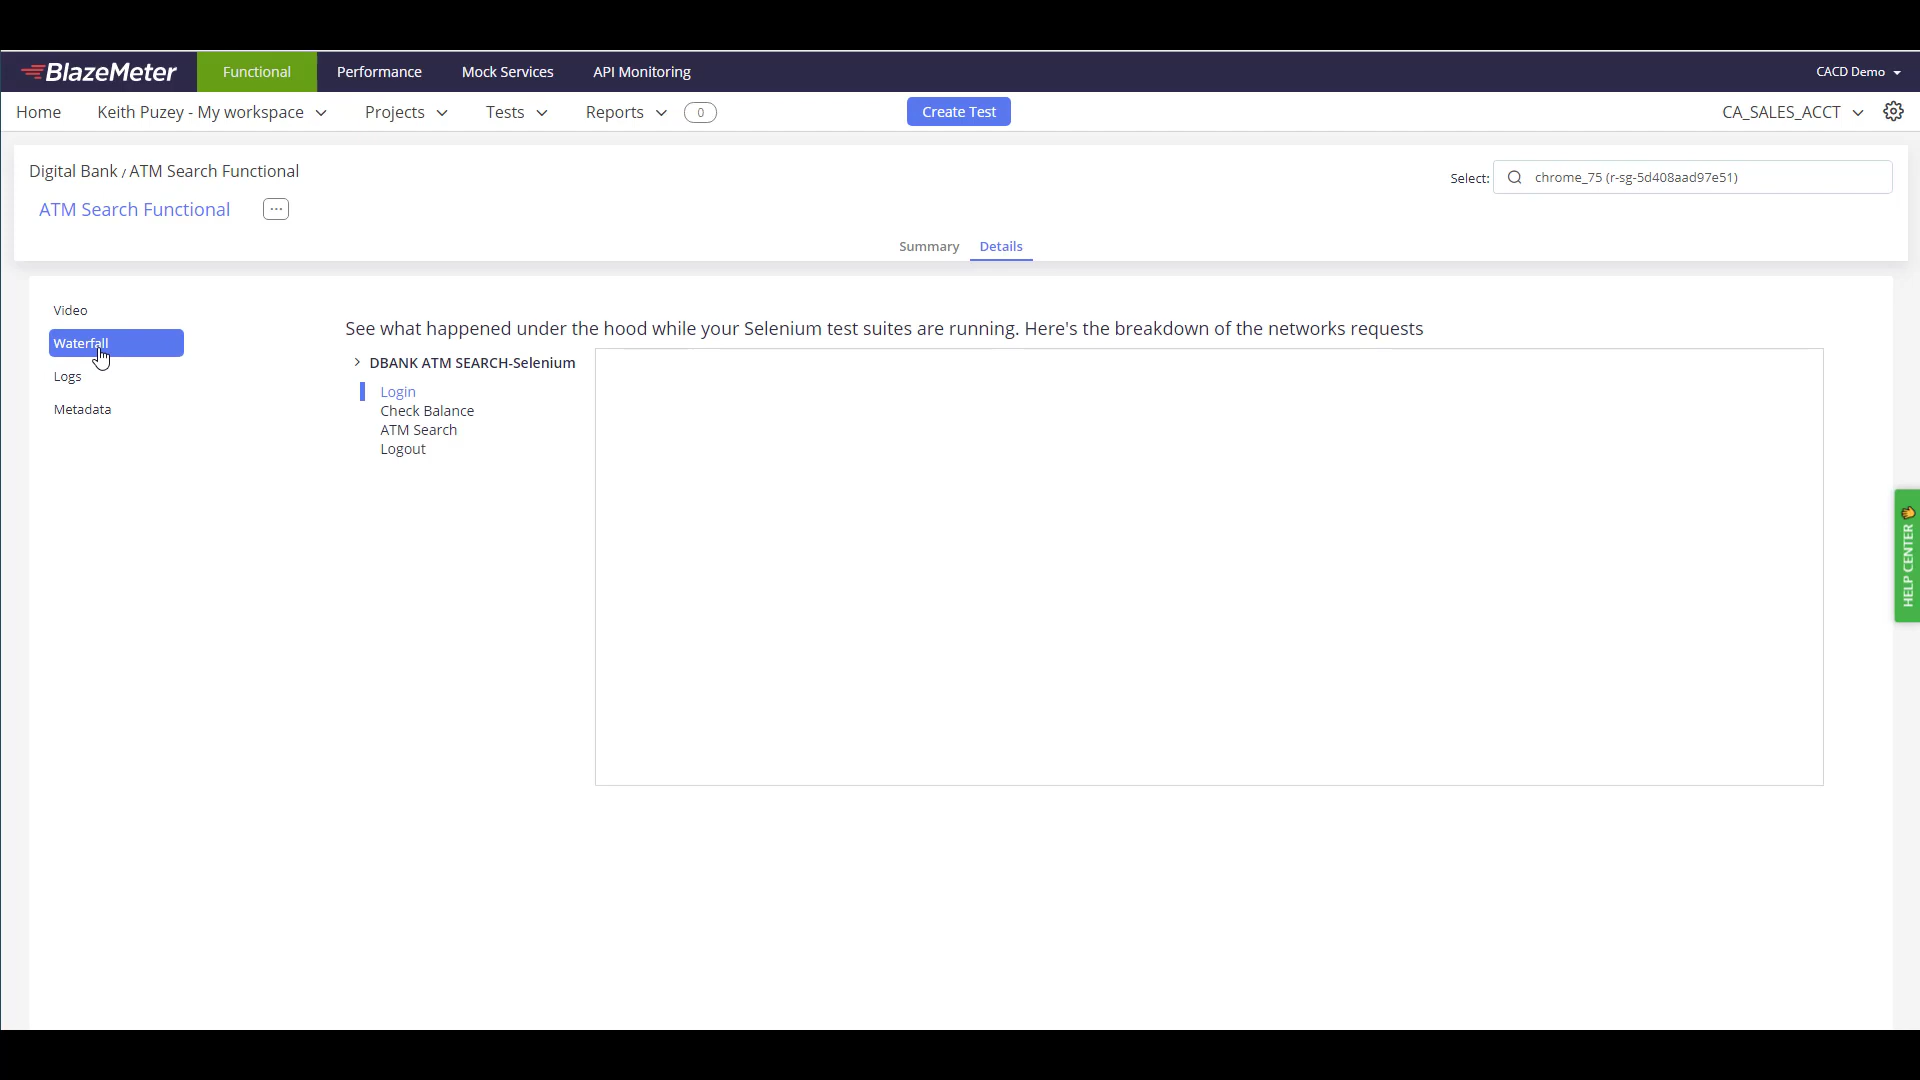 BlazeMeter Functional Performance Mock Services API Monitoring CACD Demo
Home Keith Puzey - My workspace Projects Tests Reports 0 Create Test CA_SALES_ACCT
Digital Bank / ATM Search Functional
Select: chrome_75 (r-sg-5d408aad97e51)
ATM Search Functional ...
Summary Details
Video
Waterfall
Logs
Metadata
See what happened under the hood while your Selenium test suites are running. Here's the breakdown of the networks requests
DBANK ATM SEARCH-Selenium
Login
Check Balance
ATM Search
Logout
HELP CENTER